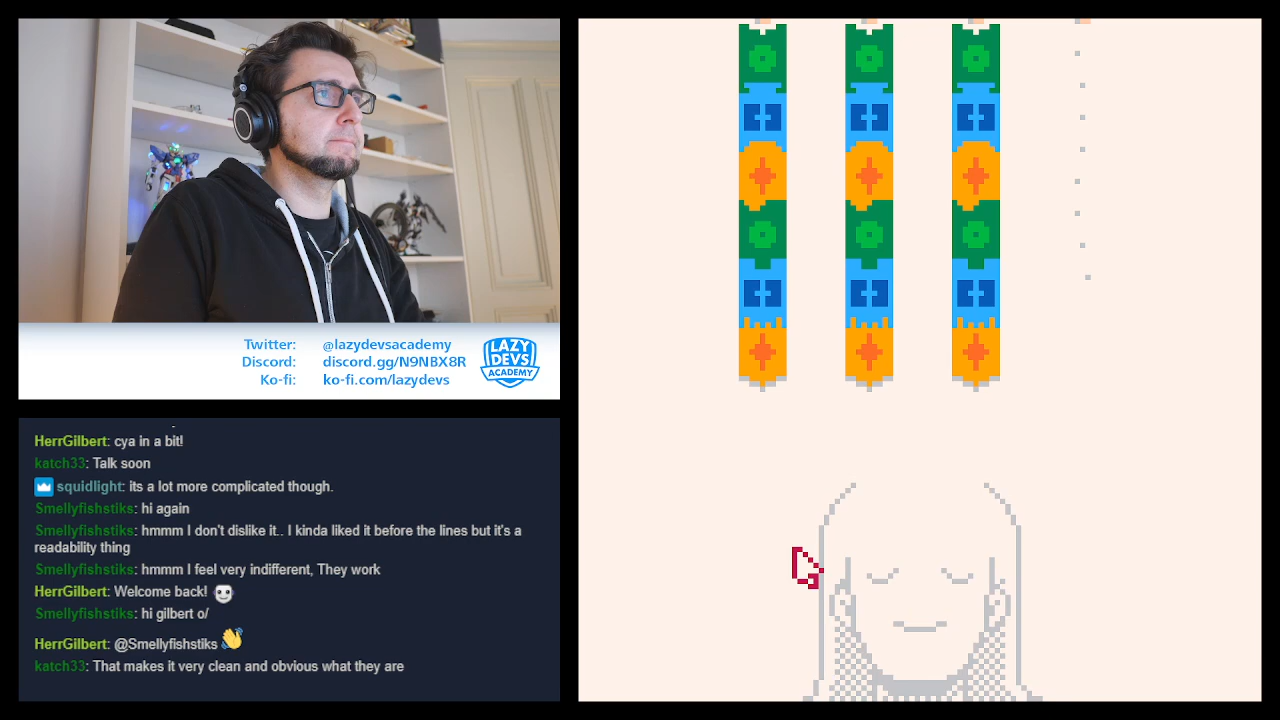 Twitter: @lazydevsacademy
Discord: discord.gg/N9NBX8R
Ko-fi: ko-fi.com/lazydevs
LAZY
DEVS
ACADEMY
HerrGilbert: cya in a bit!
katch33: Talk soon
squidlight: its a lot more complicated though.
Smellyfishstiks: hi again
Smellyfishstiks: hmmm I don't dislike it.. I kinda liked it before the lines but it's a
readability thing
Smellyfishstiks: hmmm I feel very indifferent, They work
HerrGilbert: Welcome back!
Smellyfishstiks: hi gilbert o/
HerrGilbert: @Smellyfishstiks
katch33: That makes it very clean and obvious what they are